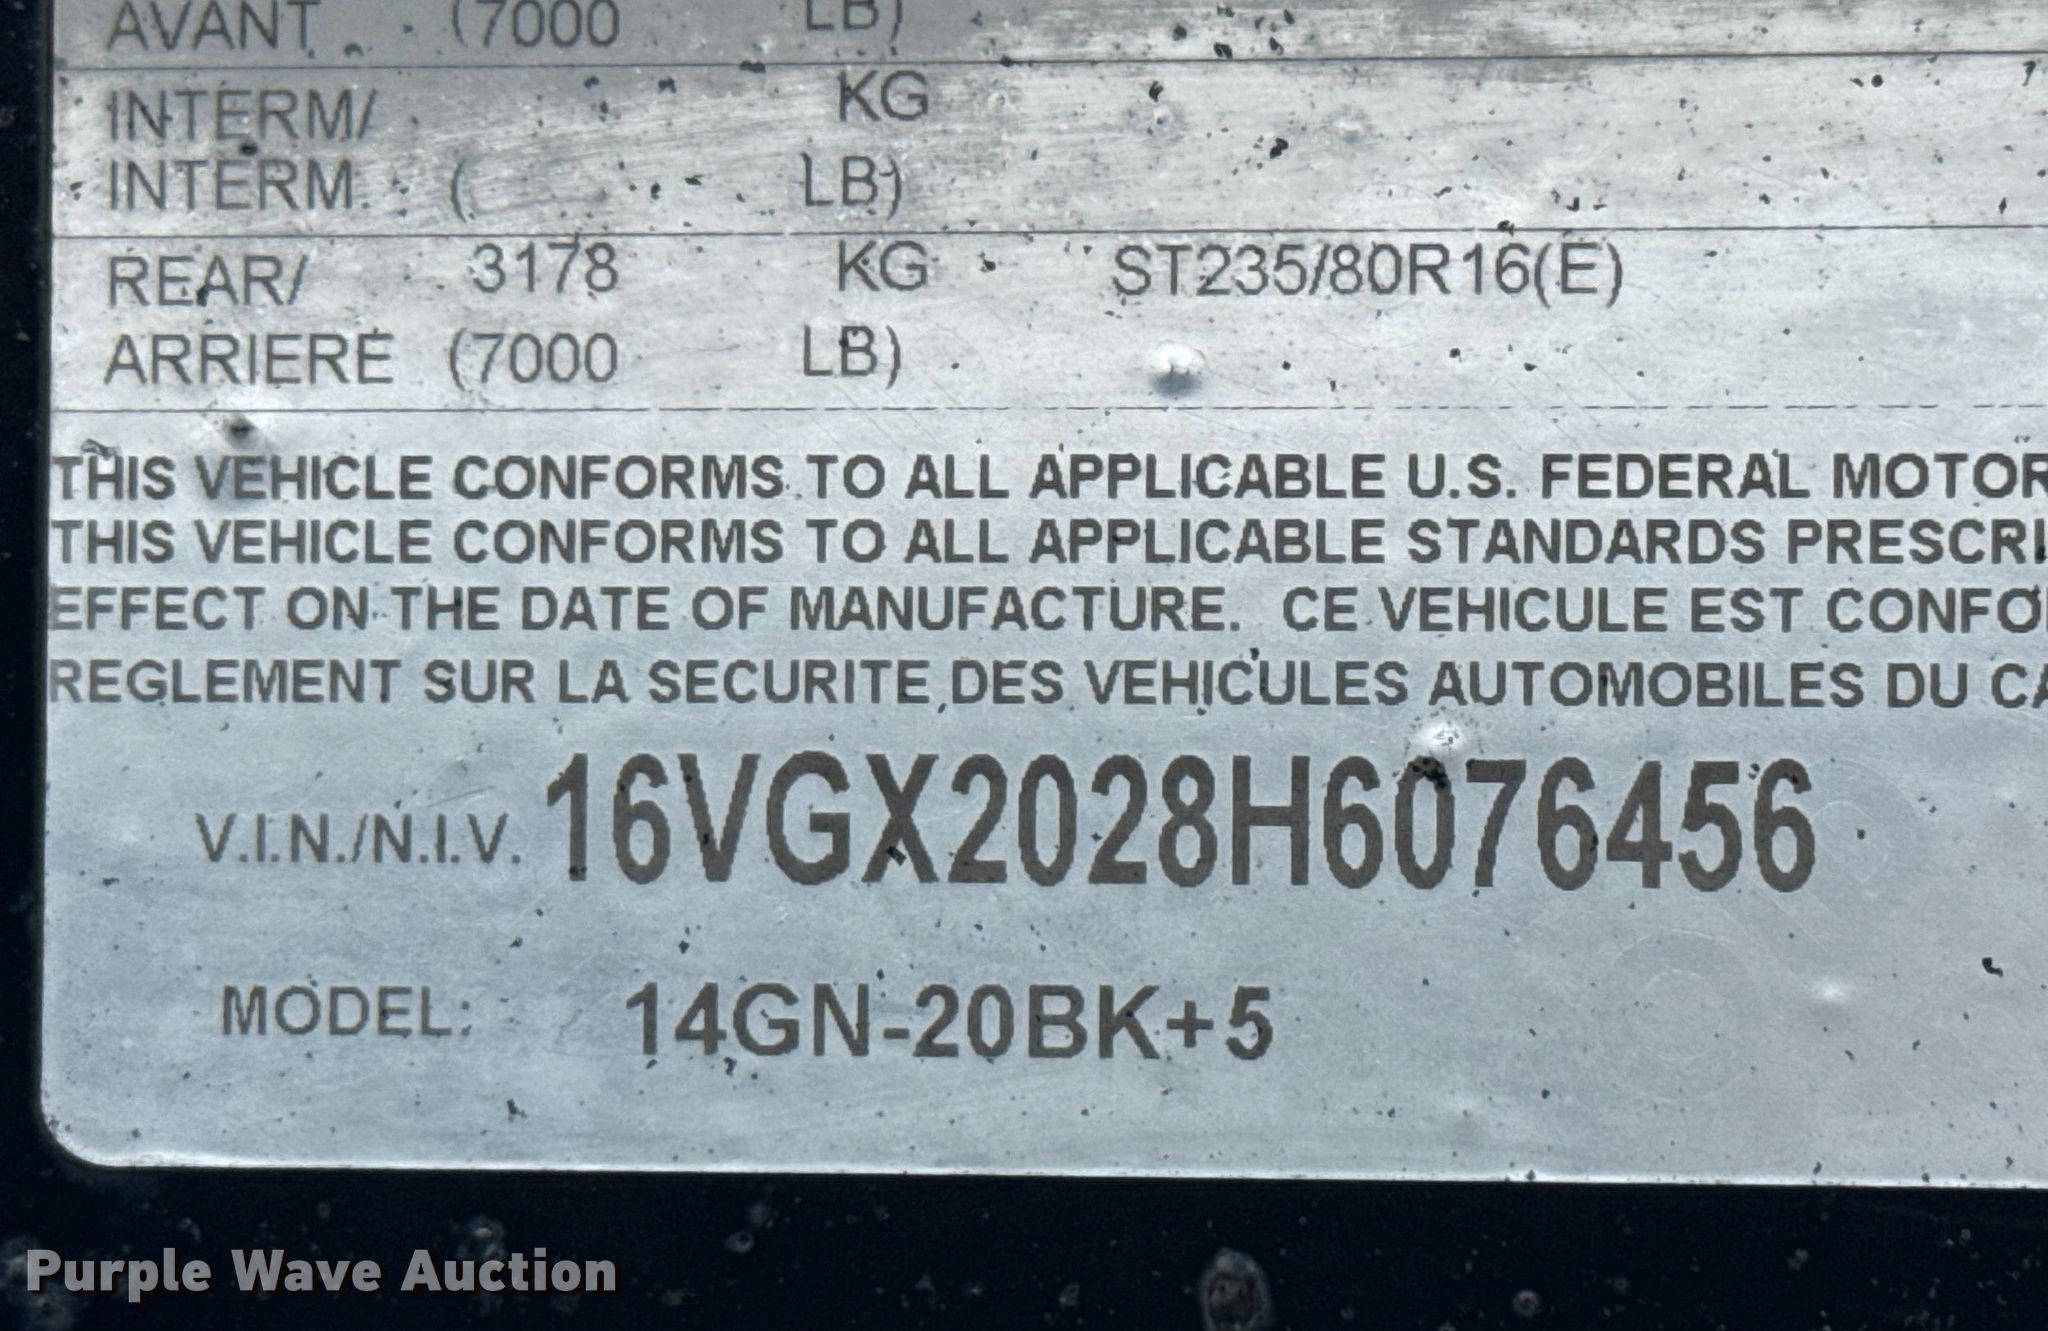 AVANT (7000 LB)
INTERM/ KG
INTERM. ( LB)
REAR/ 3178 KG ST235/80R16(E)
ARRIERE (7000 LB)
THIS VEHICLE CONFORMS TO ALL APPLICABLE U.S. FEDERAL MOTOR
THIS VEHICLE CONFORMS TO ALL APPLICABLE STANDARDS PRESCRI
EFFECT ON THE DATE OF MANUFACTURE. CE VEHICULE EST CONFO
REGLEMENT SUR LA SECURITE DES VEHICULES AUTOMOBILES DU CA
V.I.N./N.I.V. 16VGX2028H6076456
MODEL: 14GN-20BK+5
Purple Wave Auction